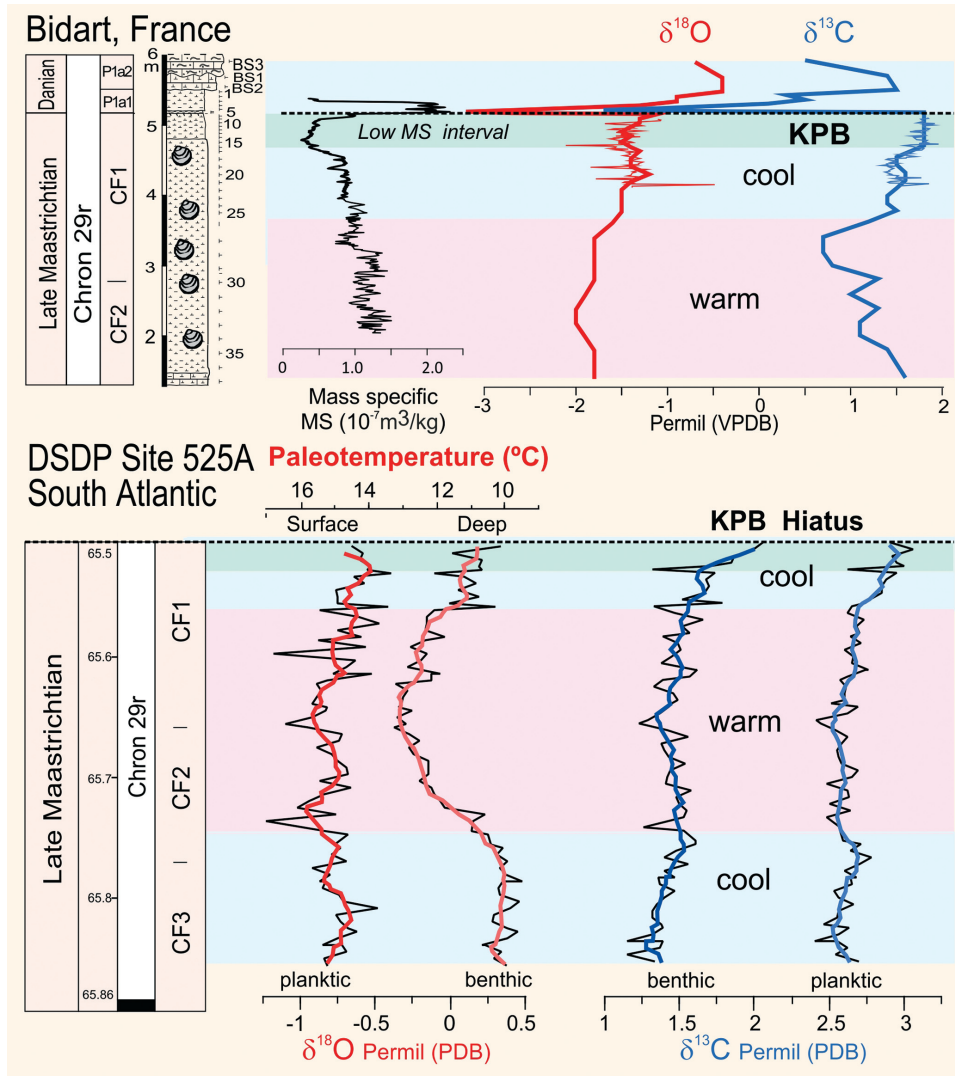 Bidart, France
δ18O
δ13C
6
m
Danian
P1a2
P1a1
BS3
BS1
BS2
1
5
5
10
Low MS interval
KPB
15
cool
20
4
25
3
30
warm
2
35
Late Maastrichtian
Chron 29r
CF1
CF2
0
1.0
2.0
Mass specific
MS (10-7m3/kg)
-3
-2
-1
0
1
2
Permil (VPDB)
DSDP Site 525A
South Atlantic
Paleotemperature (ºC)
16
14
12
10
Surface
Deep
KPB Hiatus
65.5
cool
CF1
65.6
warm
65.7
CF2
65.8
cool
CF3
65.86
Late Maastrichtian
Chron 29r
planktic
benthic
benthic
planktic
-1
-0.5
0
0.5
1
1.5
2
2.5
3
δ18O Permil (PDB)
δ13C Permil (PDB)